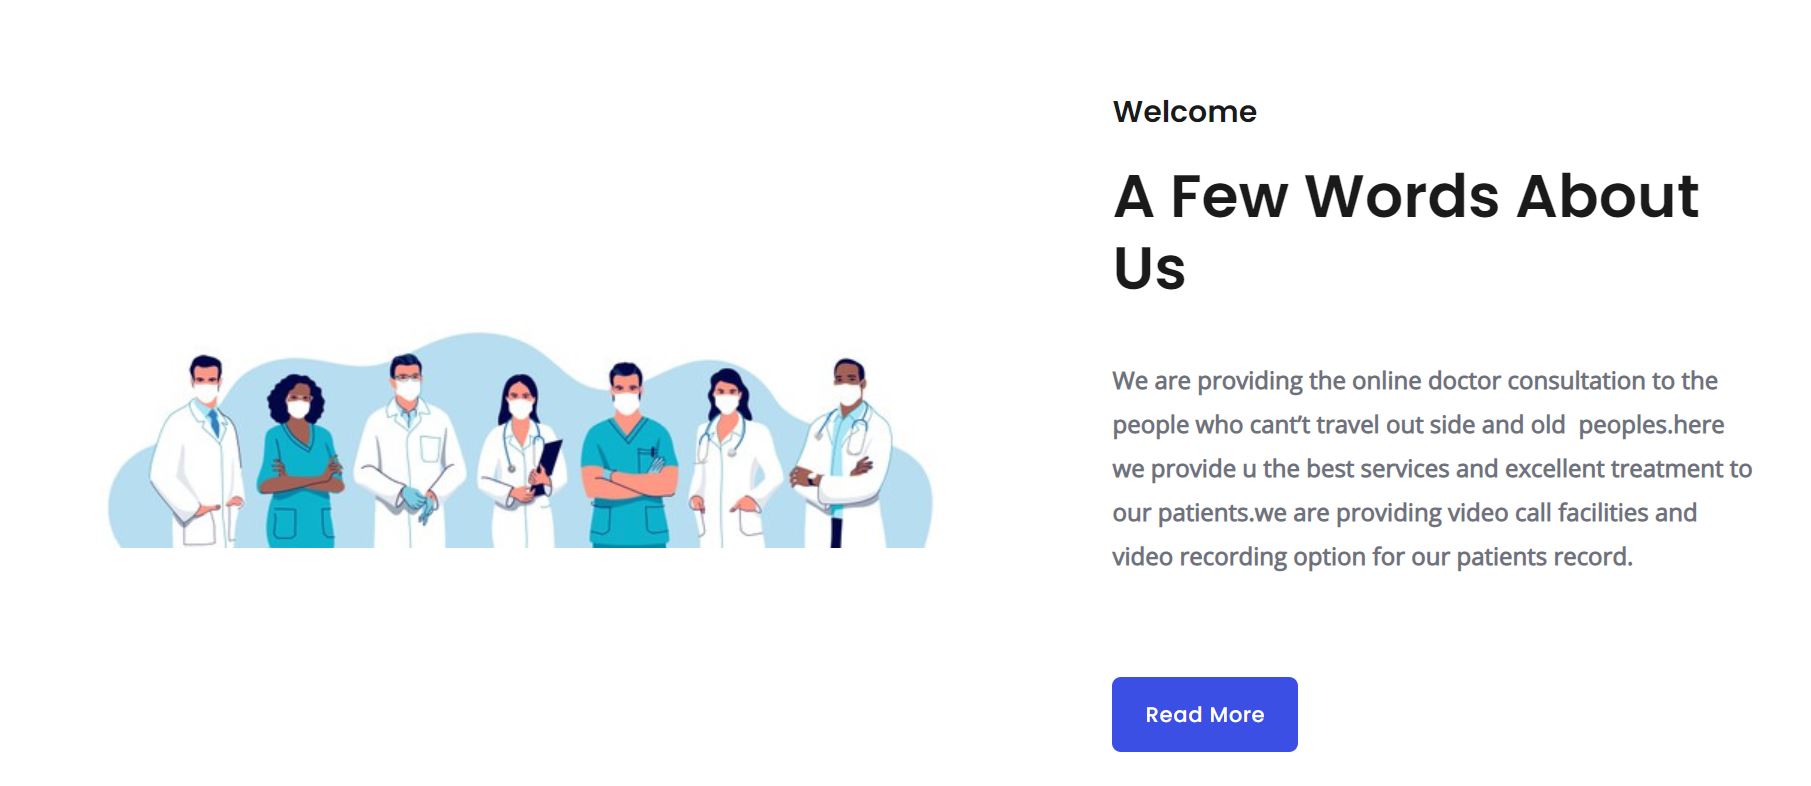 Welcome
A Few Words About
Us
We are providing the online doctor consultation to the
people who cant’t travel out side and old  peoples.here
we provide u the best services and excellent treatment to
our patients.we are providing video call facilities and
video recording option for our patients record.
Read More